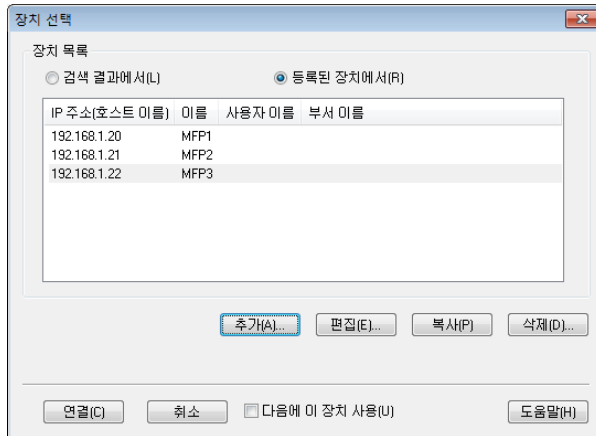 장치 선택
장치 목록
검색 결과에서(L) 등록된 장치에서(R)
IP 주소(호스트 이름) 이름 사용자 이름 부서 이름
192.168.1.20 MFP1
192.168.1.21 MFP2
192.168.1.22 MFP3
추가(A)... 편집(E)... 복사(P) 삭제(D)...
연결(C) 취소 다음에 이 장치 사용(U) 도움말(H)